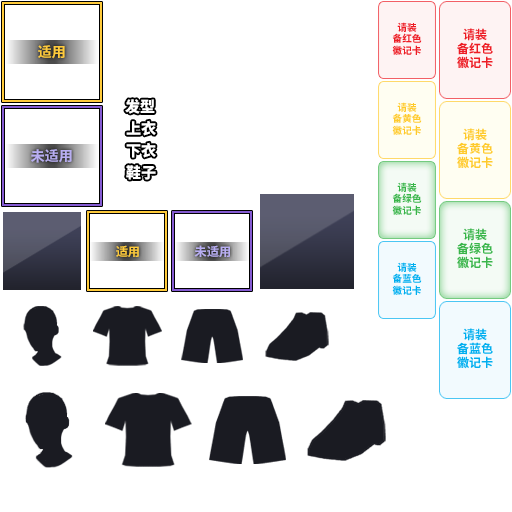 适用
未适用
发型
上衣
下衣
鞋子
适用
未适用
请装
备红色
徽记卡
请装
备黄色
徽记卡
请装
备绿色
徽记卡
请装
备蓝色
徽记卡
请装
备红色
徽记卡
请装
备黄色
徽记卡
请装
备绿色
徽记卡
请装
备蓝色
徽记卡